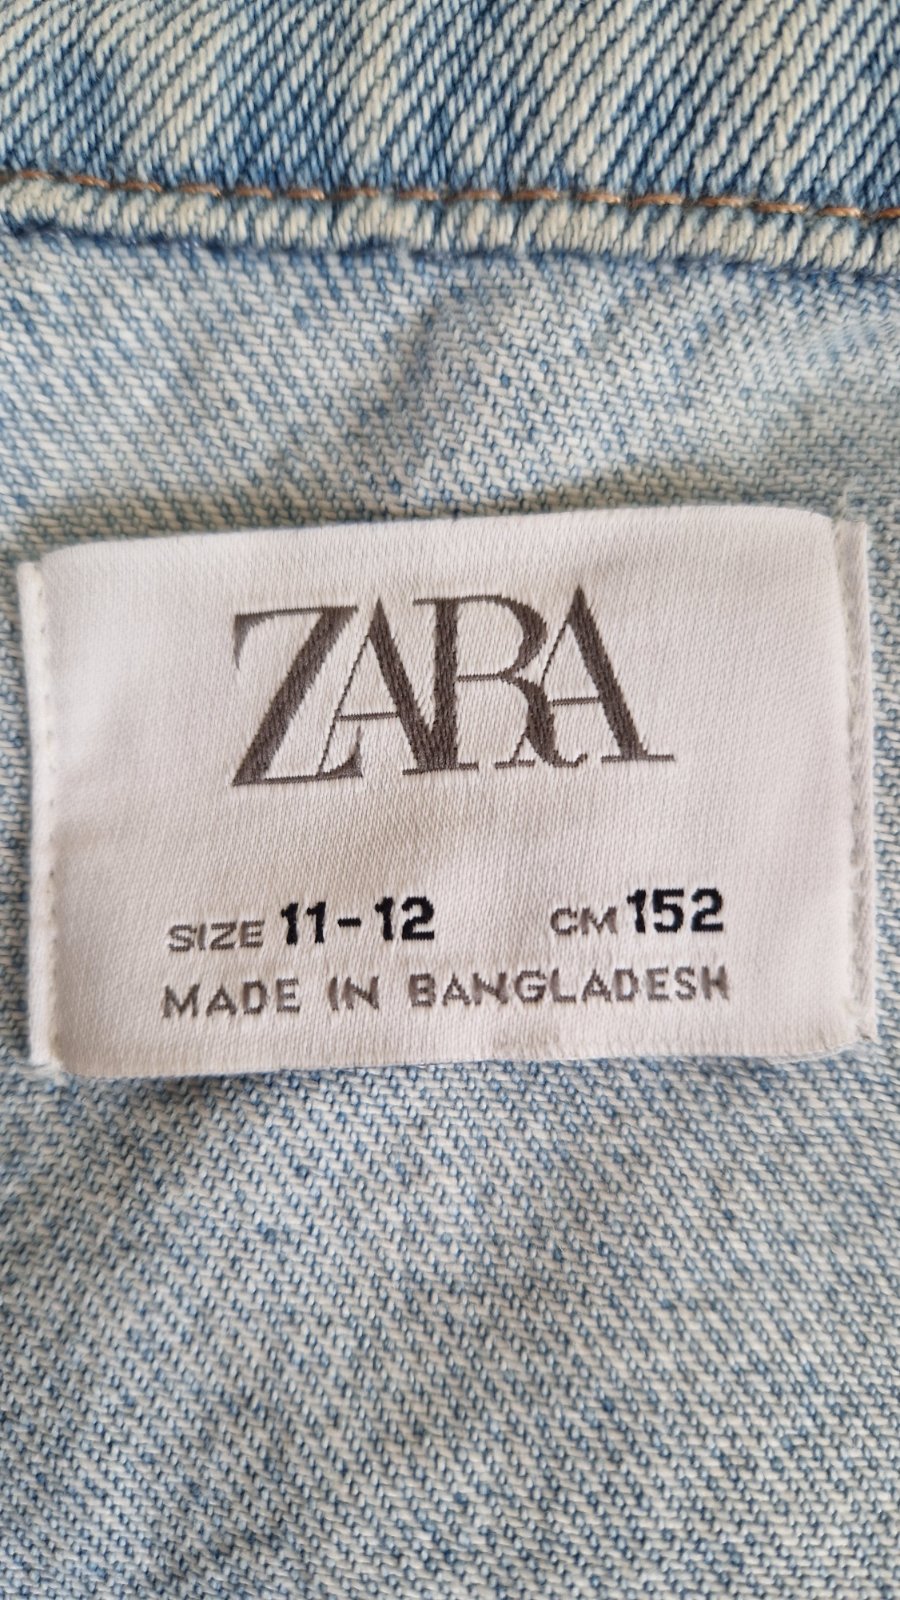 ZARA
SIZE 11-12 CM 152
MADE IN BANGLADESH